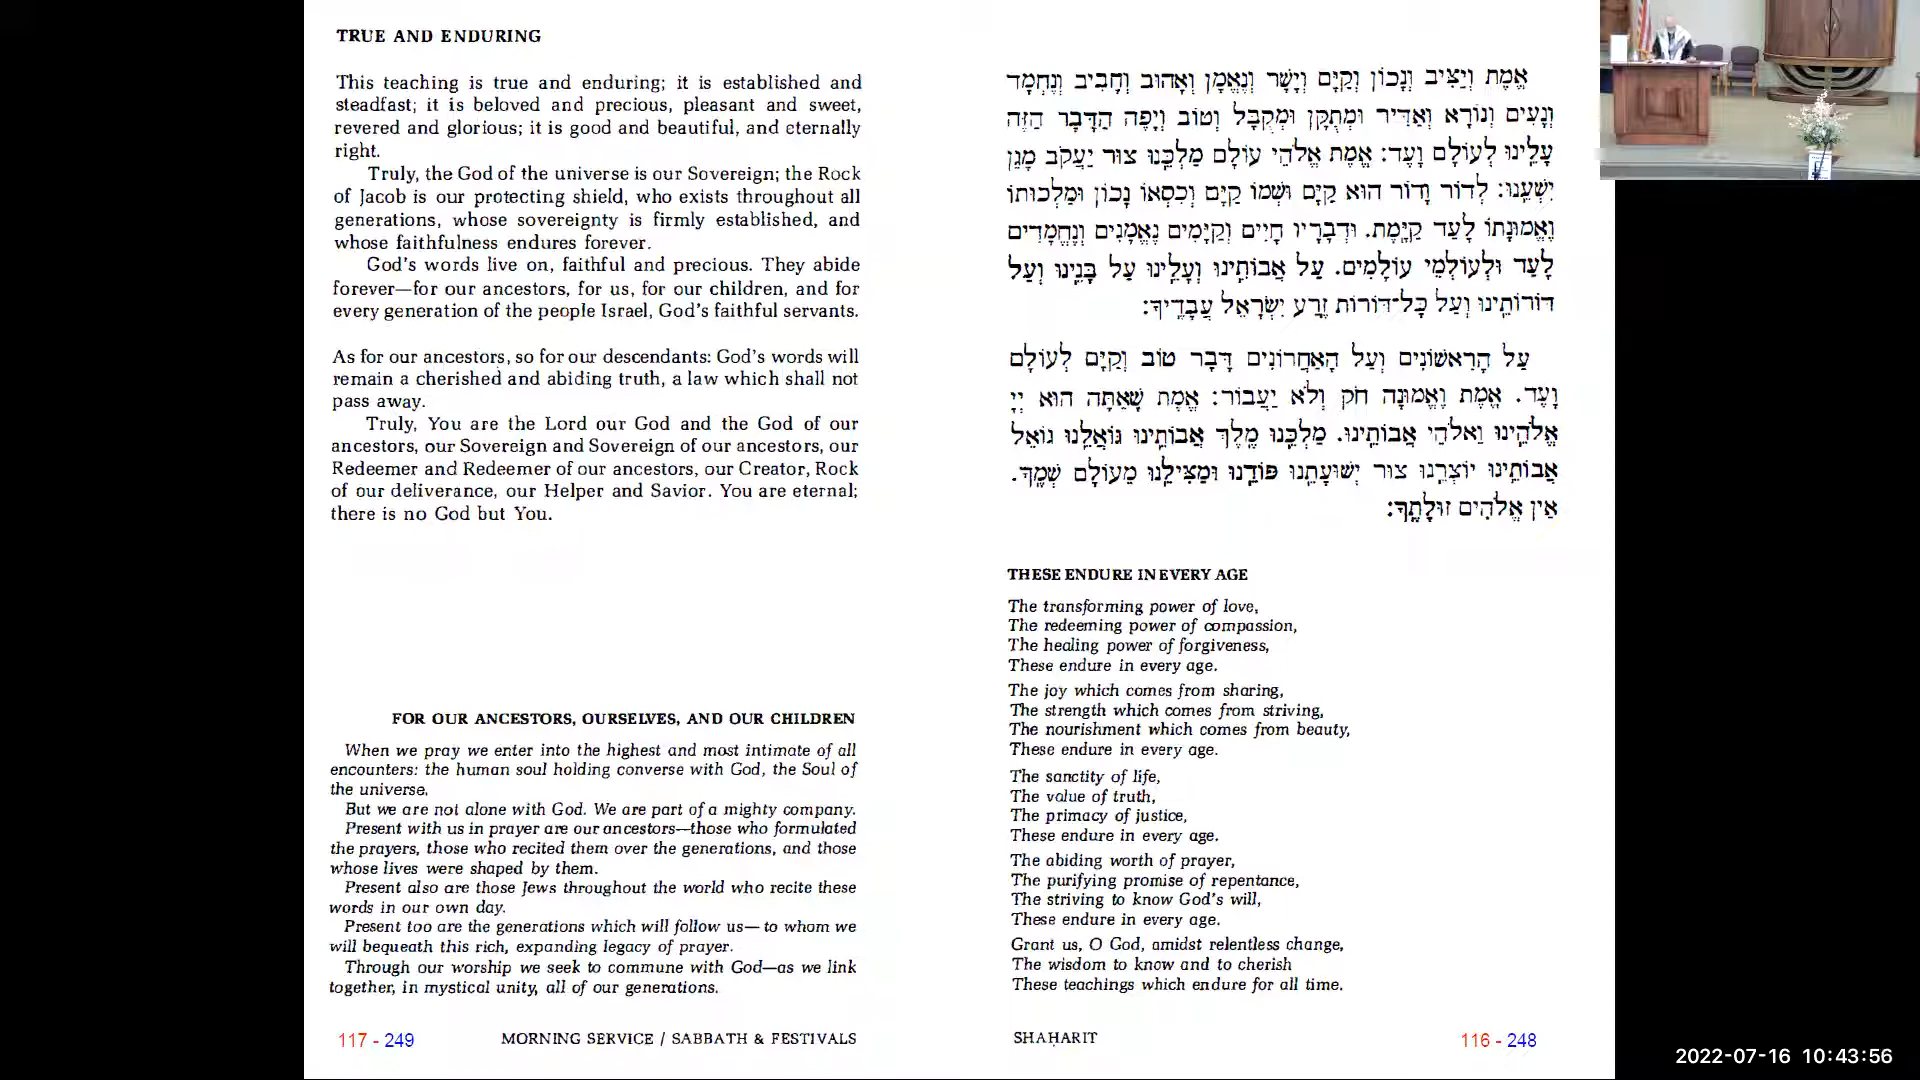 TRUE AND ENDURING
This teaching is true and enduring; it is established and
steadfast; it is beloved and precious, pleasant and sweet,
revered and glorious; it is good and beautiful, and eternally
right.
Truly, the God of the universe is our Sovereign; the Rock
of Jacob is our protecting shield, who exists throughout all
generations, whose sovereignty is firmly established, and
whose faithfulness endures forever.
God's words live on, faithful and precious. They abide
forever—for our ancestors, for us, for our children, and for
every generation of the people Israel, God's faithful servants.
As for our ancestors, so for our descendants: God's words will
remain a cherished and abiding truth, a law which shall not
pass away.
Truly, You are the Lord our God and the God of our
ancestors, our Sovereign and Sovereign of our ancestors, our
Redeemer and Redeemer of our ancestors, our Creator, Rock
of our deliverance, our Helper and Savior. You are eternal;
there is no God but You.
FOR OUR ANCESTORS, OURSELVES, AND OUR CHILDREN
When we pray we enter into the highest and most intimate of all
encounters: the human soul holding converse with God, the Soul of
the universe.
But we are not alone with God. We are part of a mighty company.
Present with us in prayer are our ancestors—those who formulated
the prayers, those who recited them over the generations, and those
whose lives were shaped by them.
Present also are those Jews throughout the world who recite these
words in our own day.
Present too are the generations which will follow us—to whom we
will bequeath this rich, expanding legacy of prayer.
Through our worship we seek to commune with God—as we link
together, in mystical unity, all of our generations.
117 - 249 MORNING SERVICE / SABBATH & FESTIVALS
אֱמֶת וְיַצִּיב וְנָכוֹן וְקַיָּם וְיָשָׁר וְנֶאֱמָן וְאָהוּב וְחָבִיב וְנֶחְמָד
וְנָעִים וְנוֹרָא וְאַדִּיר וּמְתֻקָּן וּמְקֻבָּל וְטוֹב וְיָפֶה הַדָּבָר הַזֶּה
עָלֵֽינוּ לְעוֹלָם וָעֶד: אֱמֶת אֱלֹהֵי עוֹלָם מַלְכֵּֽנוּ צוּר יַעֲקֹב מָגֵן
יִשְׁעֵֽנוּ: לְדוֹר וָדוֹר הוּא קַיָּם וּשְׁמוֹ קַיָּם וְכִסְאוֹ נָכוֹן וּמַלְכוּתוֹ
וֶאֱמוּנָתוֹ לָעַד קַיֶּֽמֶת. וּדְבָרָיו חָיִים וְקַיָּמִים נֶאֱמָנִים וְנֶחֱמָדִים
לָעַד וּלְעוֹלְמֵי עוֹלָמִים. עַל אֲבוֹתֵֽינוּ וְעָלֵֽינוּ עַל בָּנֵֽינוּ וְעַל
דּוֹרוֹתֵֽינוּ וְעַל כָּל־דּוֹרוֹת זֶֽרַע יִשְׂרָאֵל עֲבָדֶֽיךָ:
עַל הָרִאשׁוֹנִים וְעַל הָאַחֲרוֹנִים דָּבָר טוֹב וְקַיָּם לְעוֹלָם
וָעֶד. אֱמֶת וֶאֱמוּנָה חֹק וְלֹא יַעֲבוֹר: אֱמֶת שָׁאַתָּה הוּא יְיָ
אֱלֹהֵֽינוּ וֵאלֹהֵי אֲבוֹתֵֽינוּ. מַלְכֵּֽנוּ מֶֽלֶךְ אֲבוֹתֵֽינוּ גּוֹאֲלֵֽנוּ גּוֹאֵל
אֲבוֹתֵֽינוּ יוֹצְרֵֽנוּ צוּר יְשׁוּעָתֵֽנוּ פּוֹדֵֽנוּ וּמַצִּילֵֽנוּ מֵעוֹלָם שְׁמֶֽךָ.
אֵין אֱלֹהִים זוּלָתֶֽךָ:
THESE ENDURE IN EVERY AGE
The transforming power of love,
The redeeming power of compassion,
The healing power of forgiveness,
These endure in every age.
The joy which comes from sharing,
The strength which comes from striving,
The nourishment which comes from beauty,
These endure in every age.
The sanctity of life,
The value of truth,
The primacy of justice,
These endure in every age.
The abiding worth of prayer,
The purifying promise of repentance,
The striving to know God's will,
These endure in every age.
Grant us, O God, amidst relentless change,
The wisdom to know and to cherish
These teachings which endure for all time.
SHAḤARIT 116 - 248
2022-07-16 10:43:56